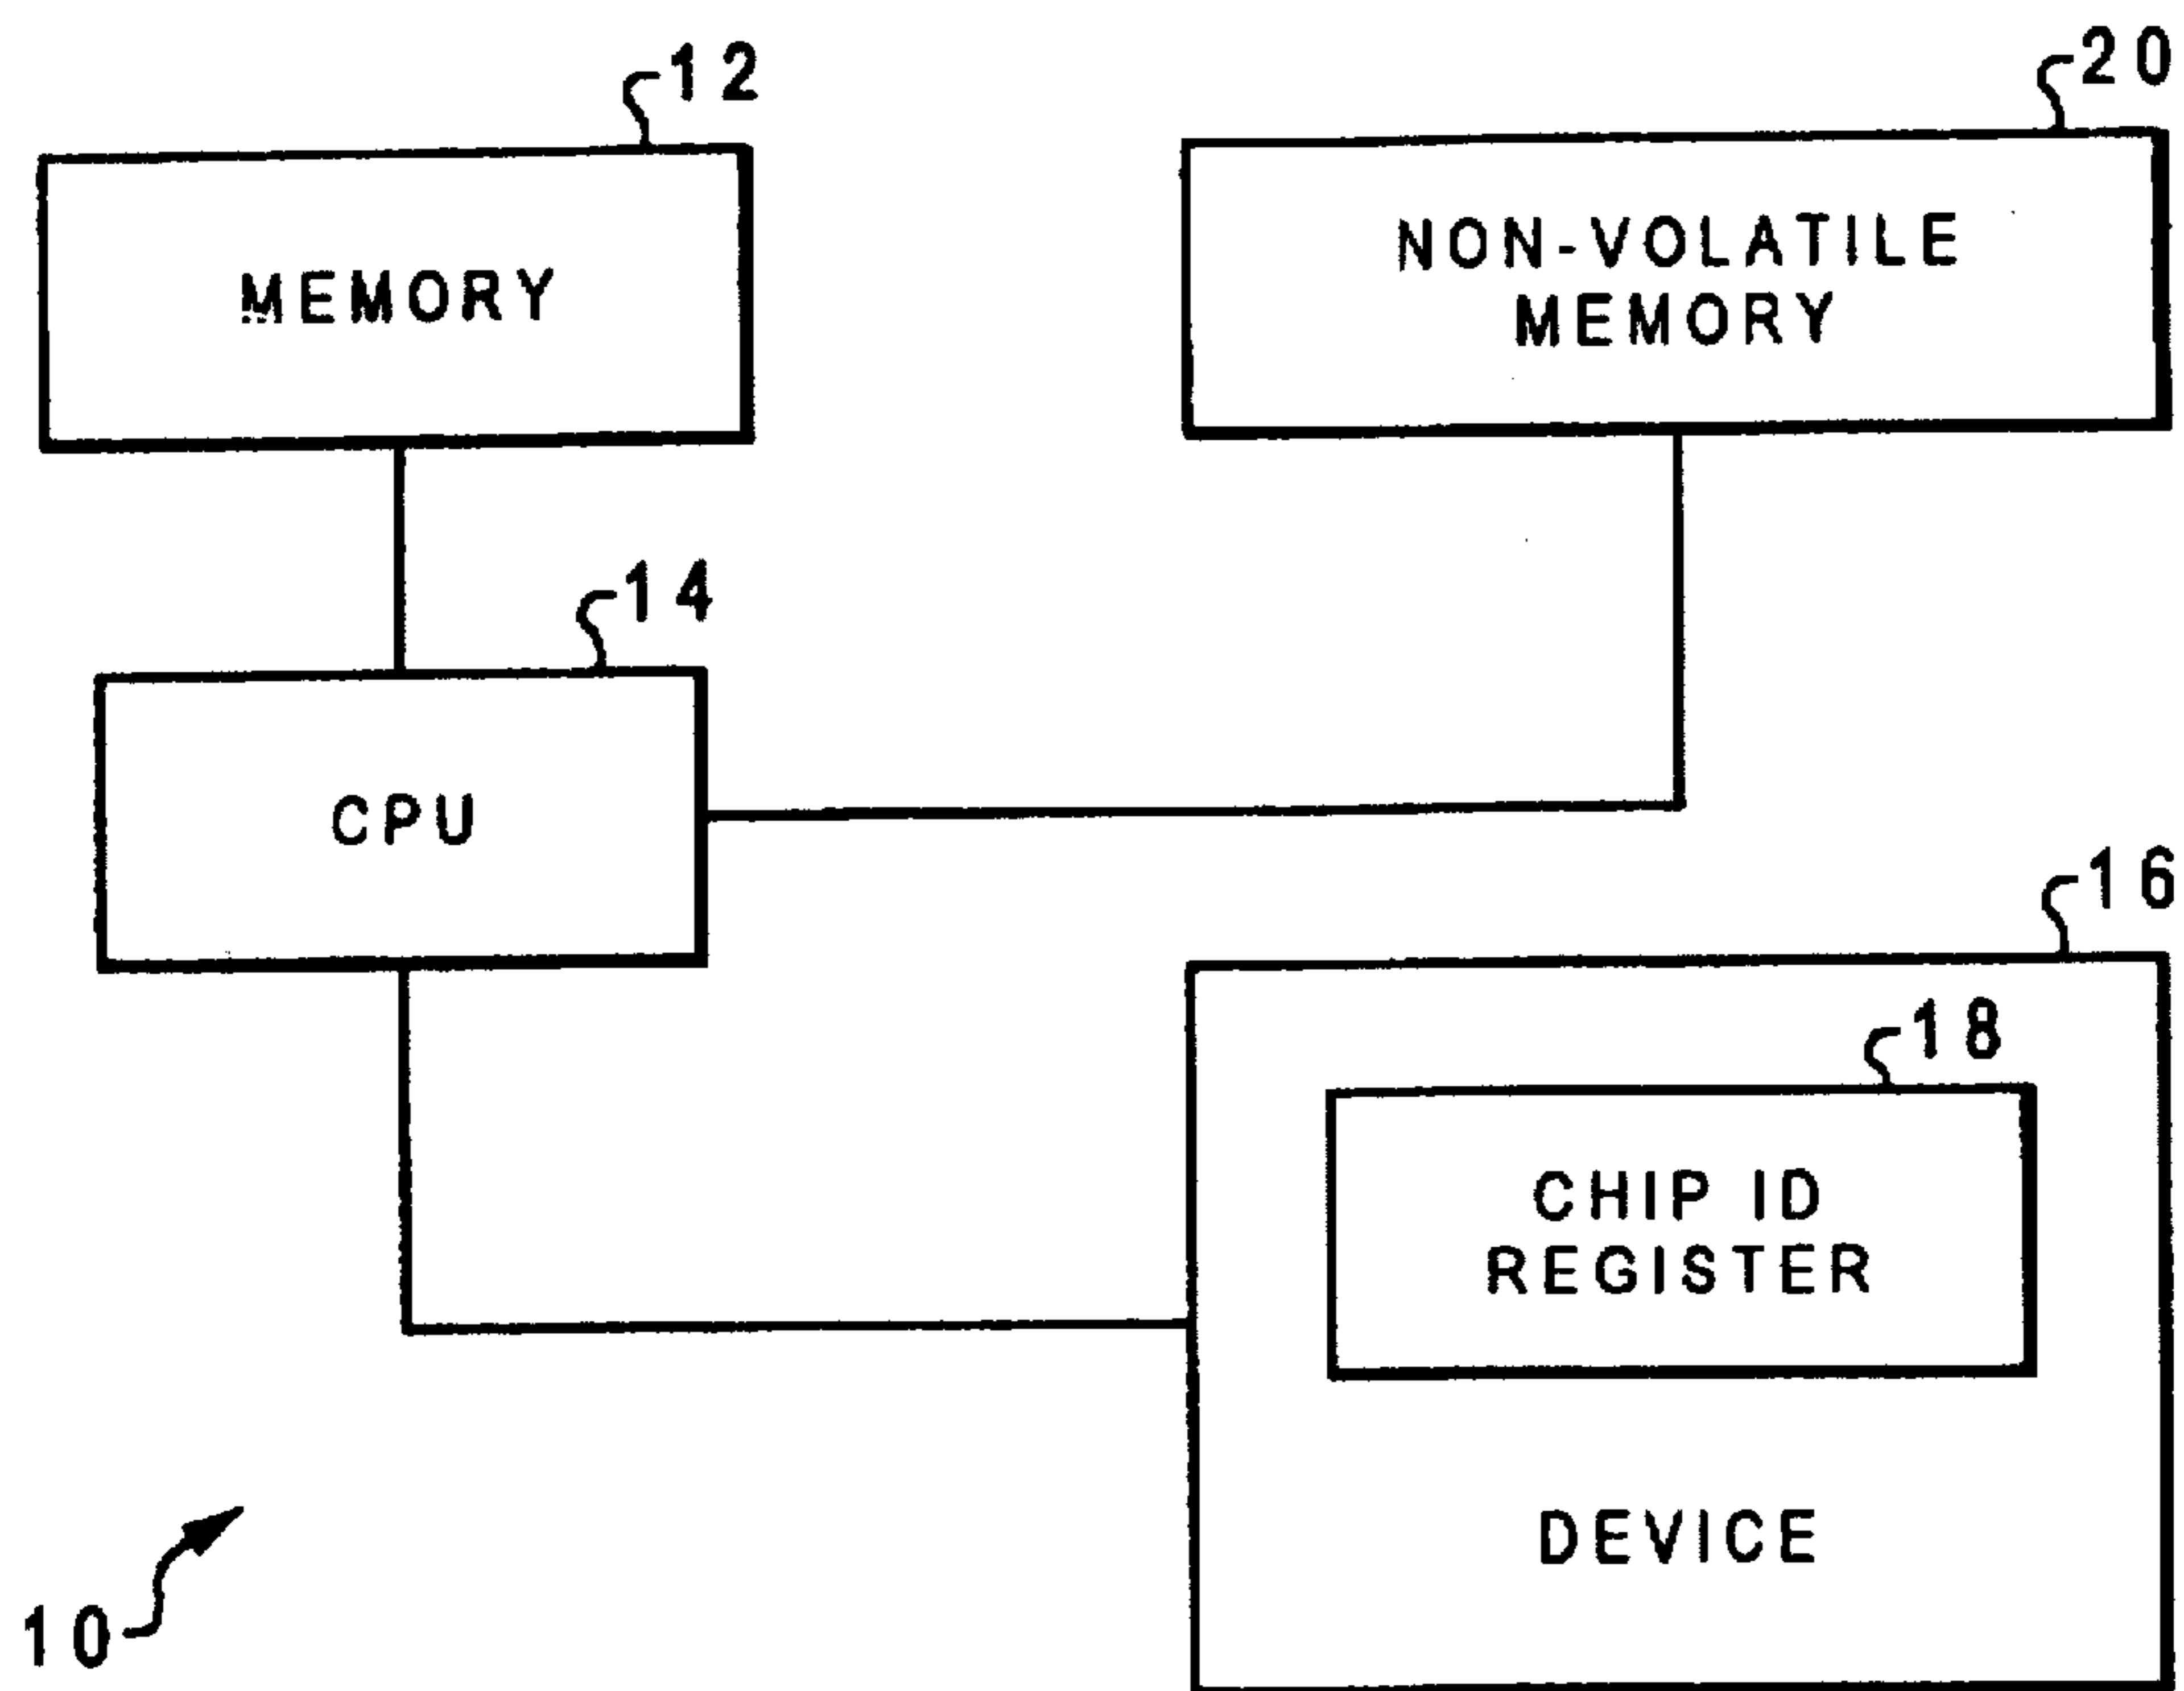 12
20
MEMORY
NON-VOLATILE
MEMORY
14
CPU
16
18
CHIP ID
REGISTER
DEVICE
10